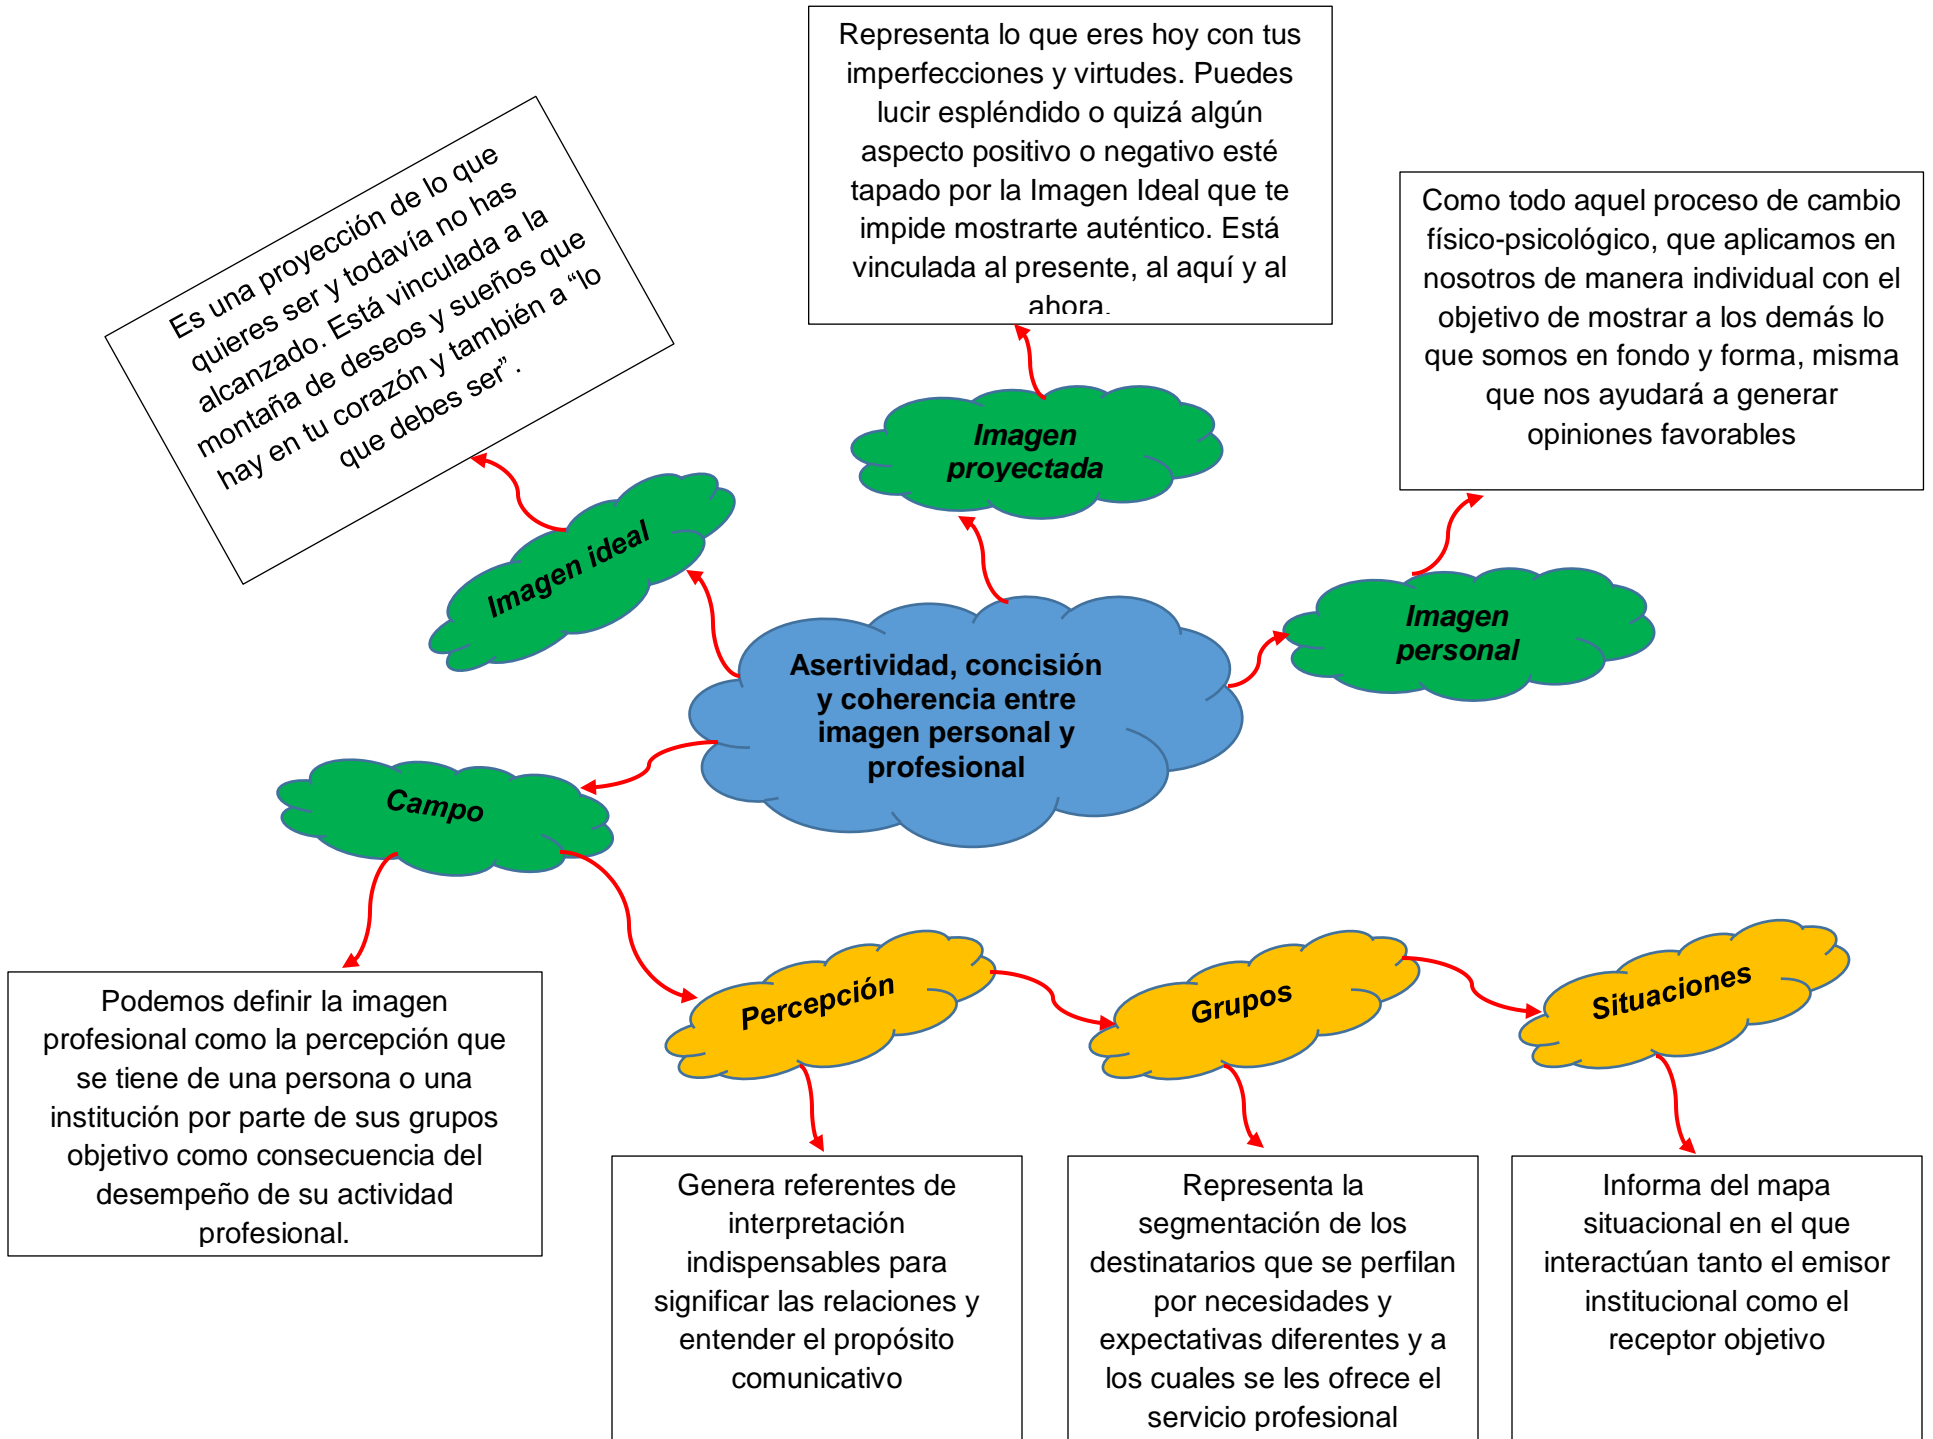 Representa lo que eres hoy con tus
imperfecciones y virtudes. Puedes
lucir espléndido o quizá algún
aspecto positivo o negativo esté
tapado por la Imagen Ideal que te
impide mostrarte auténtico. Está
vinculada al presente, al aquí y al
ahora.
Es una proyección de lo que
quieres ser y todavía no has
alcanzado. Está vinculada a la
montaña de deseos y sueños que
hay en tu corazón y también a “lo
que debes ser”.
Como todo aquel proceso de cambio
físico-psicológico, que aplicamos en
nosotros de manera individual con el
objetivo de mostrar a los demás lo
que somos en fondo y forma, misma
que nos ayudará a generar
opiniones favorables
Imagen
proyectada
Imagen ideal
Imagen
personal
Asertividad, concisión
y coherencia entre
imagen personal y
profesional
Campo
Percepción
Grupos
Situaciones
Podemos definir la imagen
profesional como la percepción que
se tiene de una persona o una
institución por parte de sus grupos
objetivo como consecuencia del
desempeño de su actividad
profesional.
Genera referentes de
interpretación
indispensables para
significar las relaciones y
entender el propósito
comunicativo
Representa la
segmentación de los
destinatarios que se perfilan
por necesidades y
expectativas diferentes y a
los cuales se les ofrece el
servicio profesional
Informa del mapa
situacional en el que
interactúan tanto el emisor
institucional como el
receptor objetivo